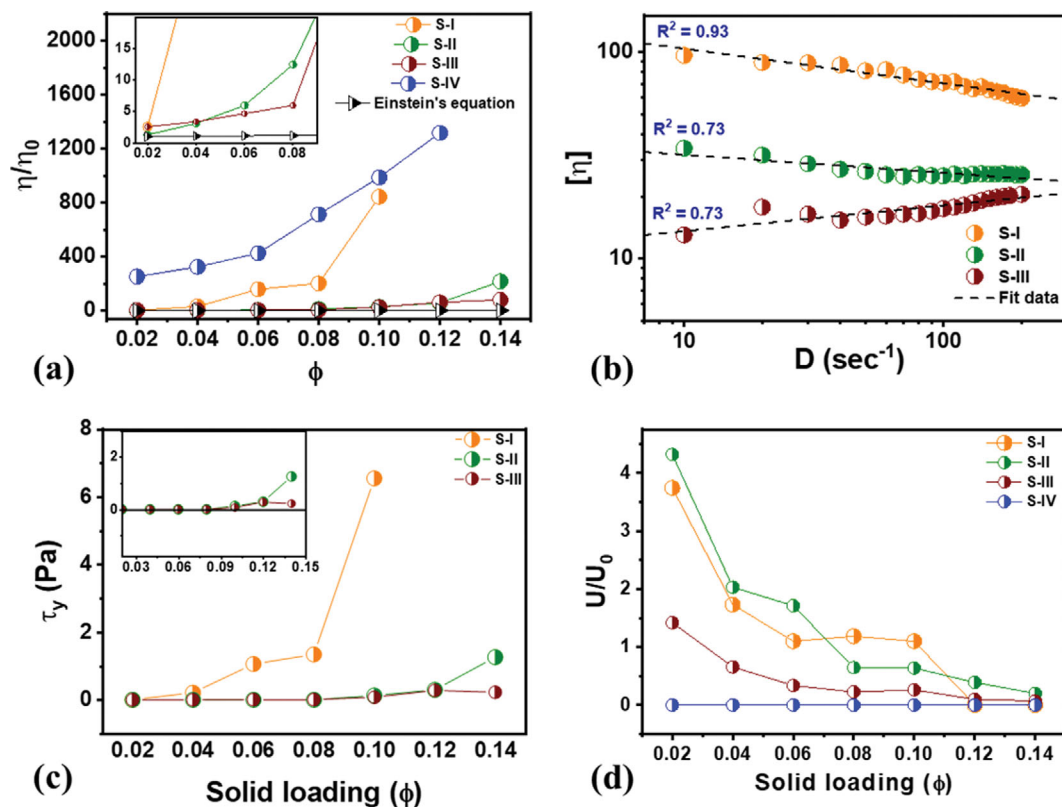 2200
2000
1600
1200
800
400
0
η/η₀
20
15
10
5
0
0.02 0.04 0.06 0.08
S-I
S-II
S-III
S-IV
Einstein's equation
0.02 0.04 0.06 0.08 0.10 0.12 0.14
ϕ
(a)
100
10
[η]
R² = 0.93
R² = 0.73
R² = 0.73
S-I
S-II
S-III
Fit data
10 100
D (sec⁻¹)
(b)
8
6
4
2
0
τy (Pa)
2
0
0.03 0.06 0.09 0.12 0.15
S-I
S-II
S-III
0.02 0.04 0.06 0.08 0.10 0.12 0.14
Solid loading (ϕ)
(c)
5
4
3
2
1
0
U/U₀
S-I
S-II
S-III
S-IV
0.02 0.04 0.06 0.08 0.10 0.12 0.14
Solid loading (ϕ)
(d)